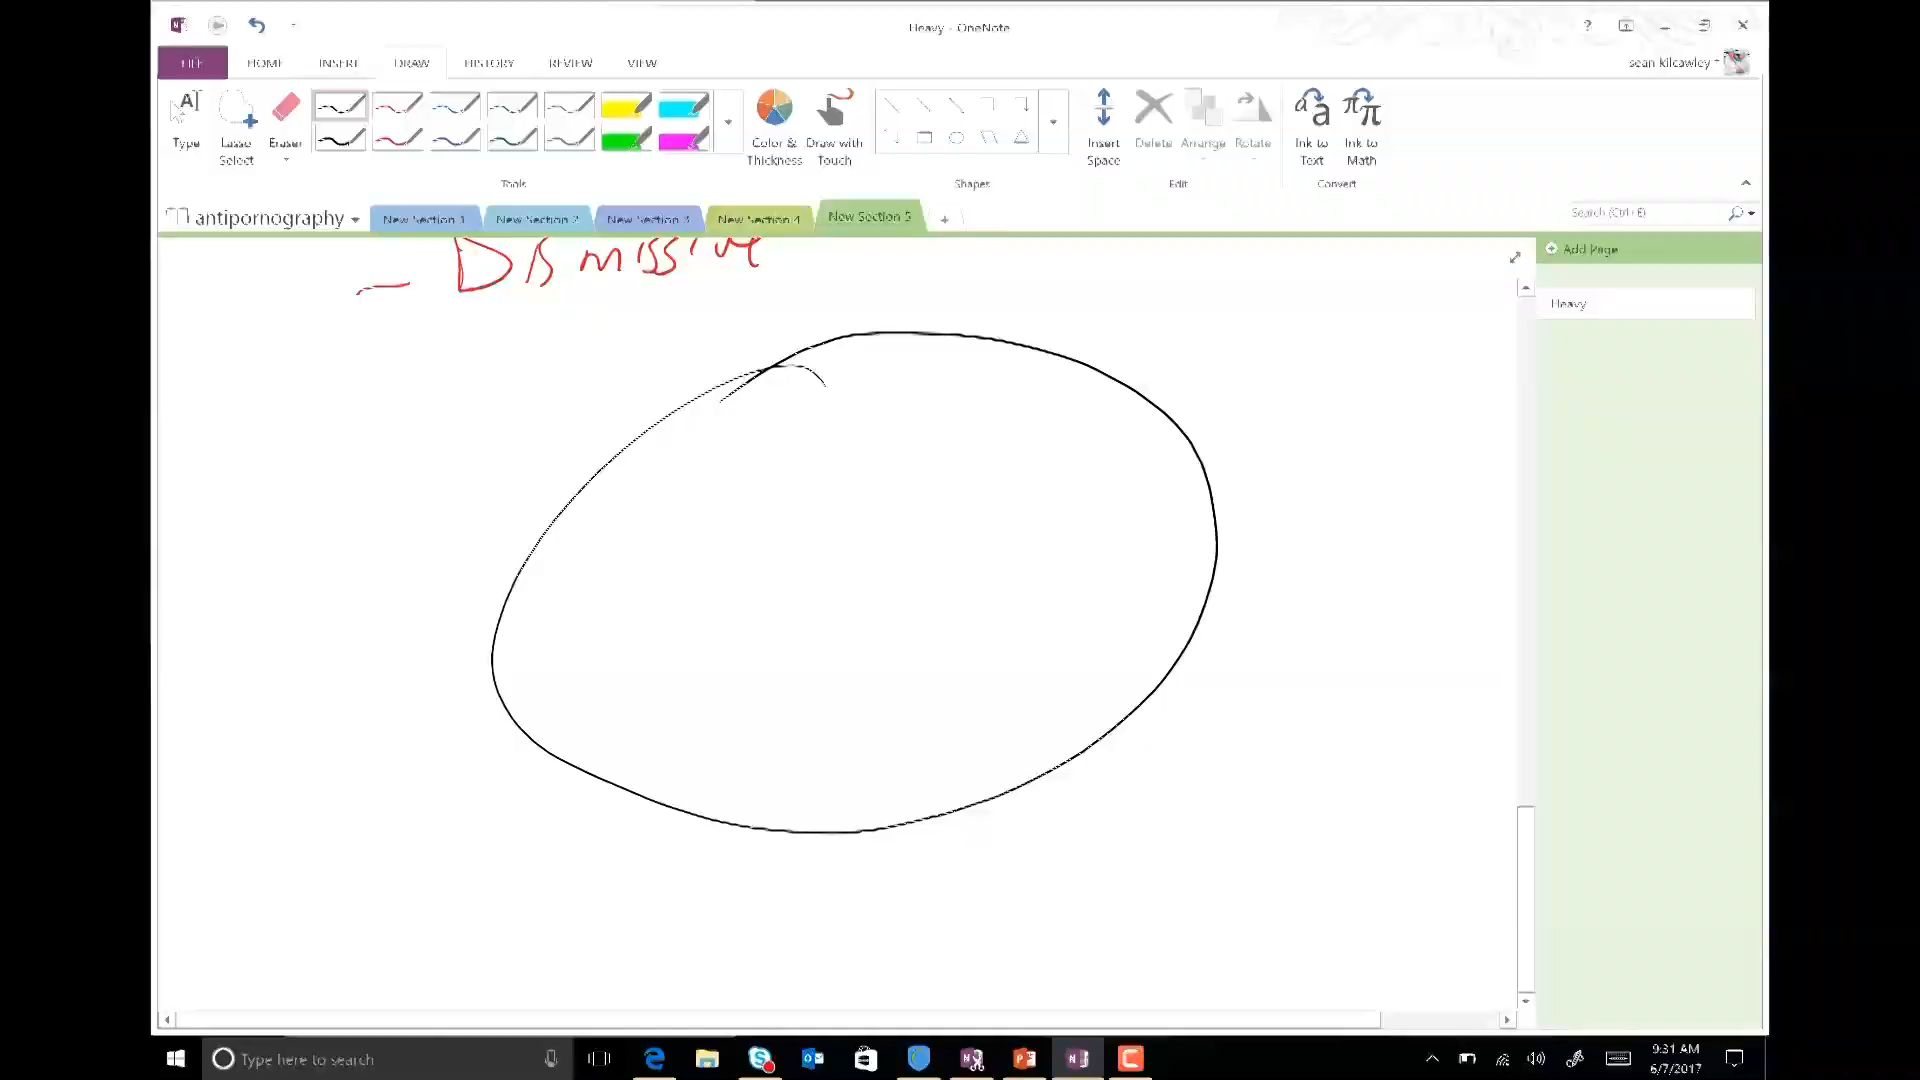 Heavy - OneNote
?
FILE HOME INSERT DRAW HISTORY REVIEW VIEW
sean kilcawley
Type
Lasso Select
Eraser
Color & Thickness
Draw with Touch
Insert Space
Delete
Arrange
Rotate
Ink to Text
Ink to Math
Tools
Shapes
Edit
Convert
antipornography
New Section 1
New Section 2
New Section 3
New Section 4
New Section 5
+
Search (Ctrl+E)
Add Page
- Dismissive
Heavy
Type here to search
9:31 AM
6/7/2017